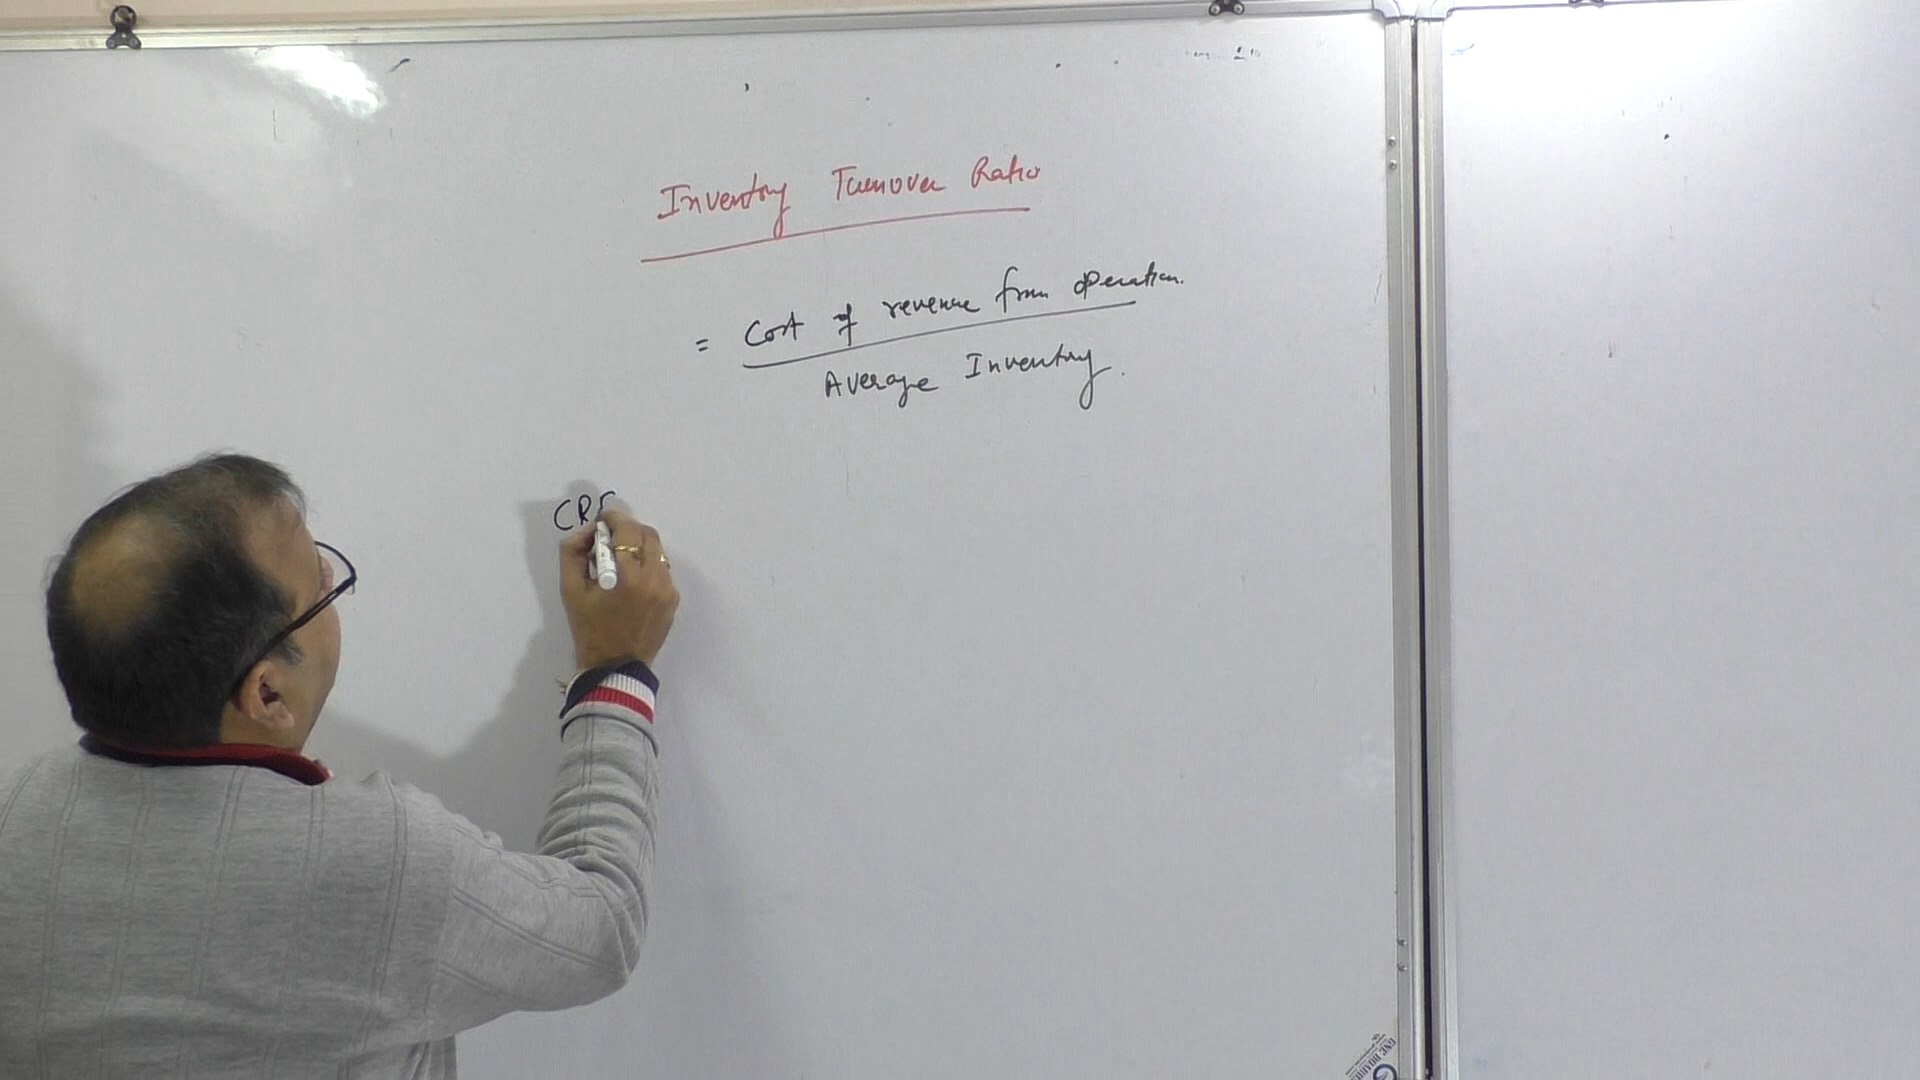 Inventory Turnover Ratio
= Cost of revenue from operation.
Average Inventory.
CRF